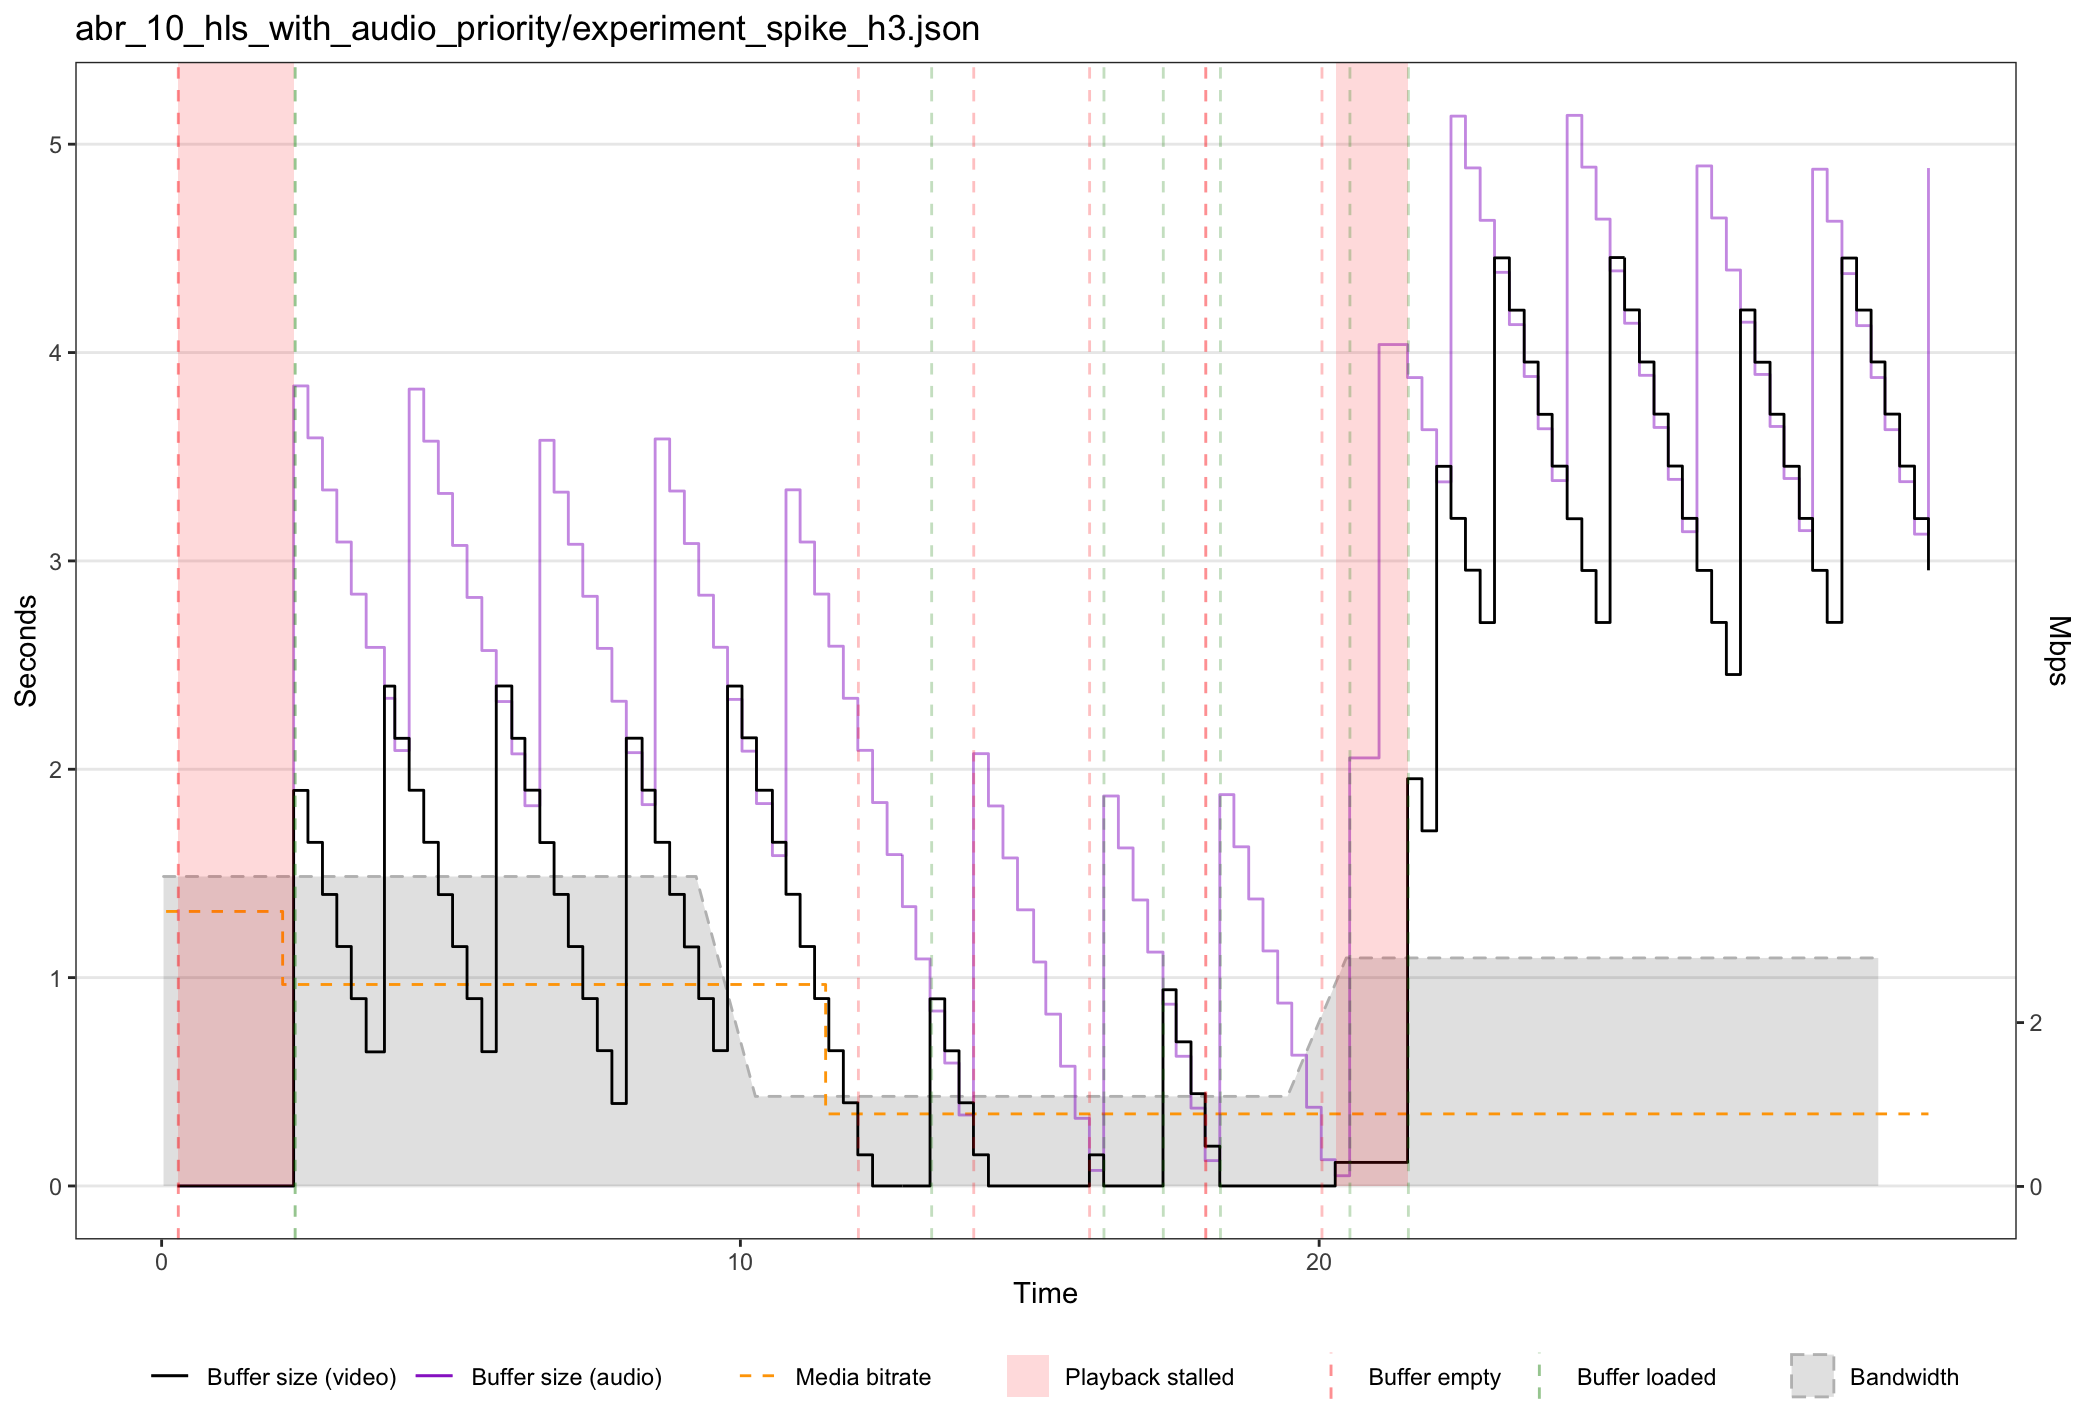 abr_10_hls_with_audio_priority/experiment_spike_h3.json
5
4
3
2
1
0
Seconds
2
0
Mbps
0 10 20
Time
Buffer size (video) Buffer size (audio) Media bitrate Playback stalled Buffer empty Buffer loaded Bandwidth